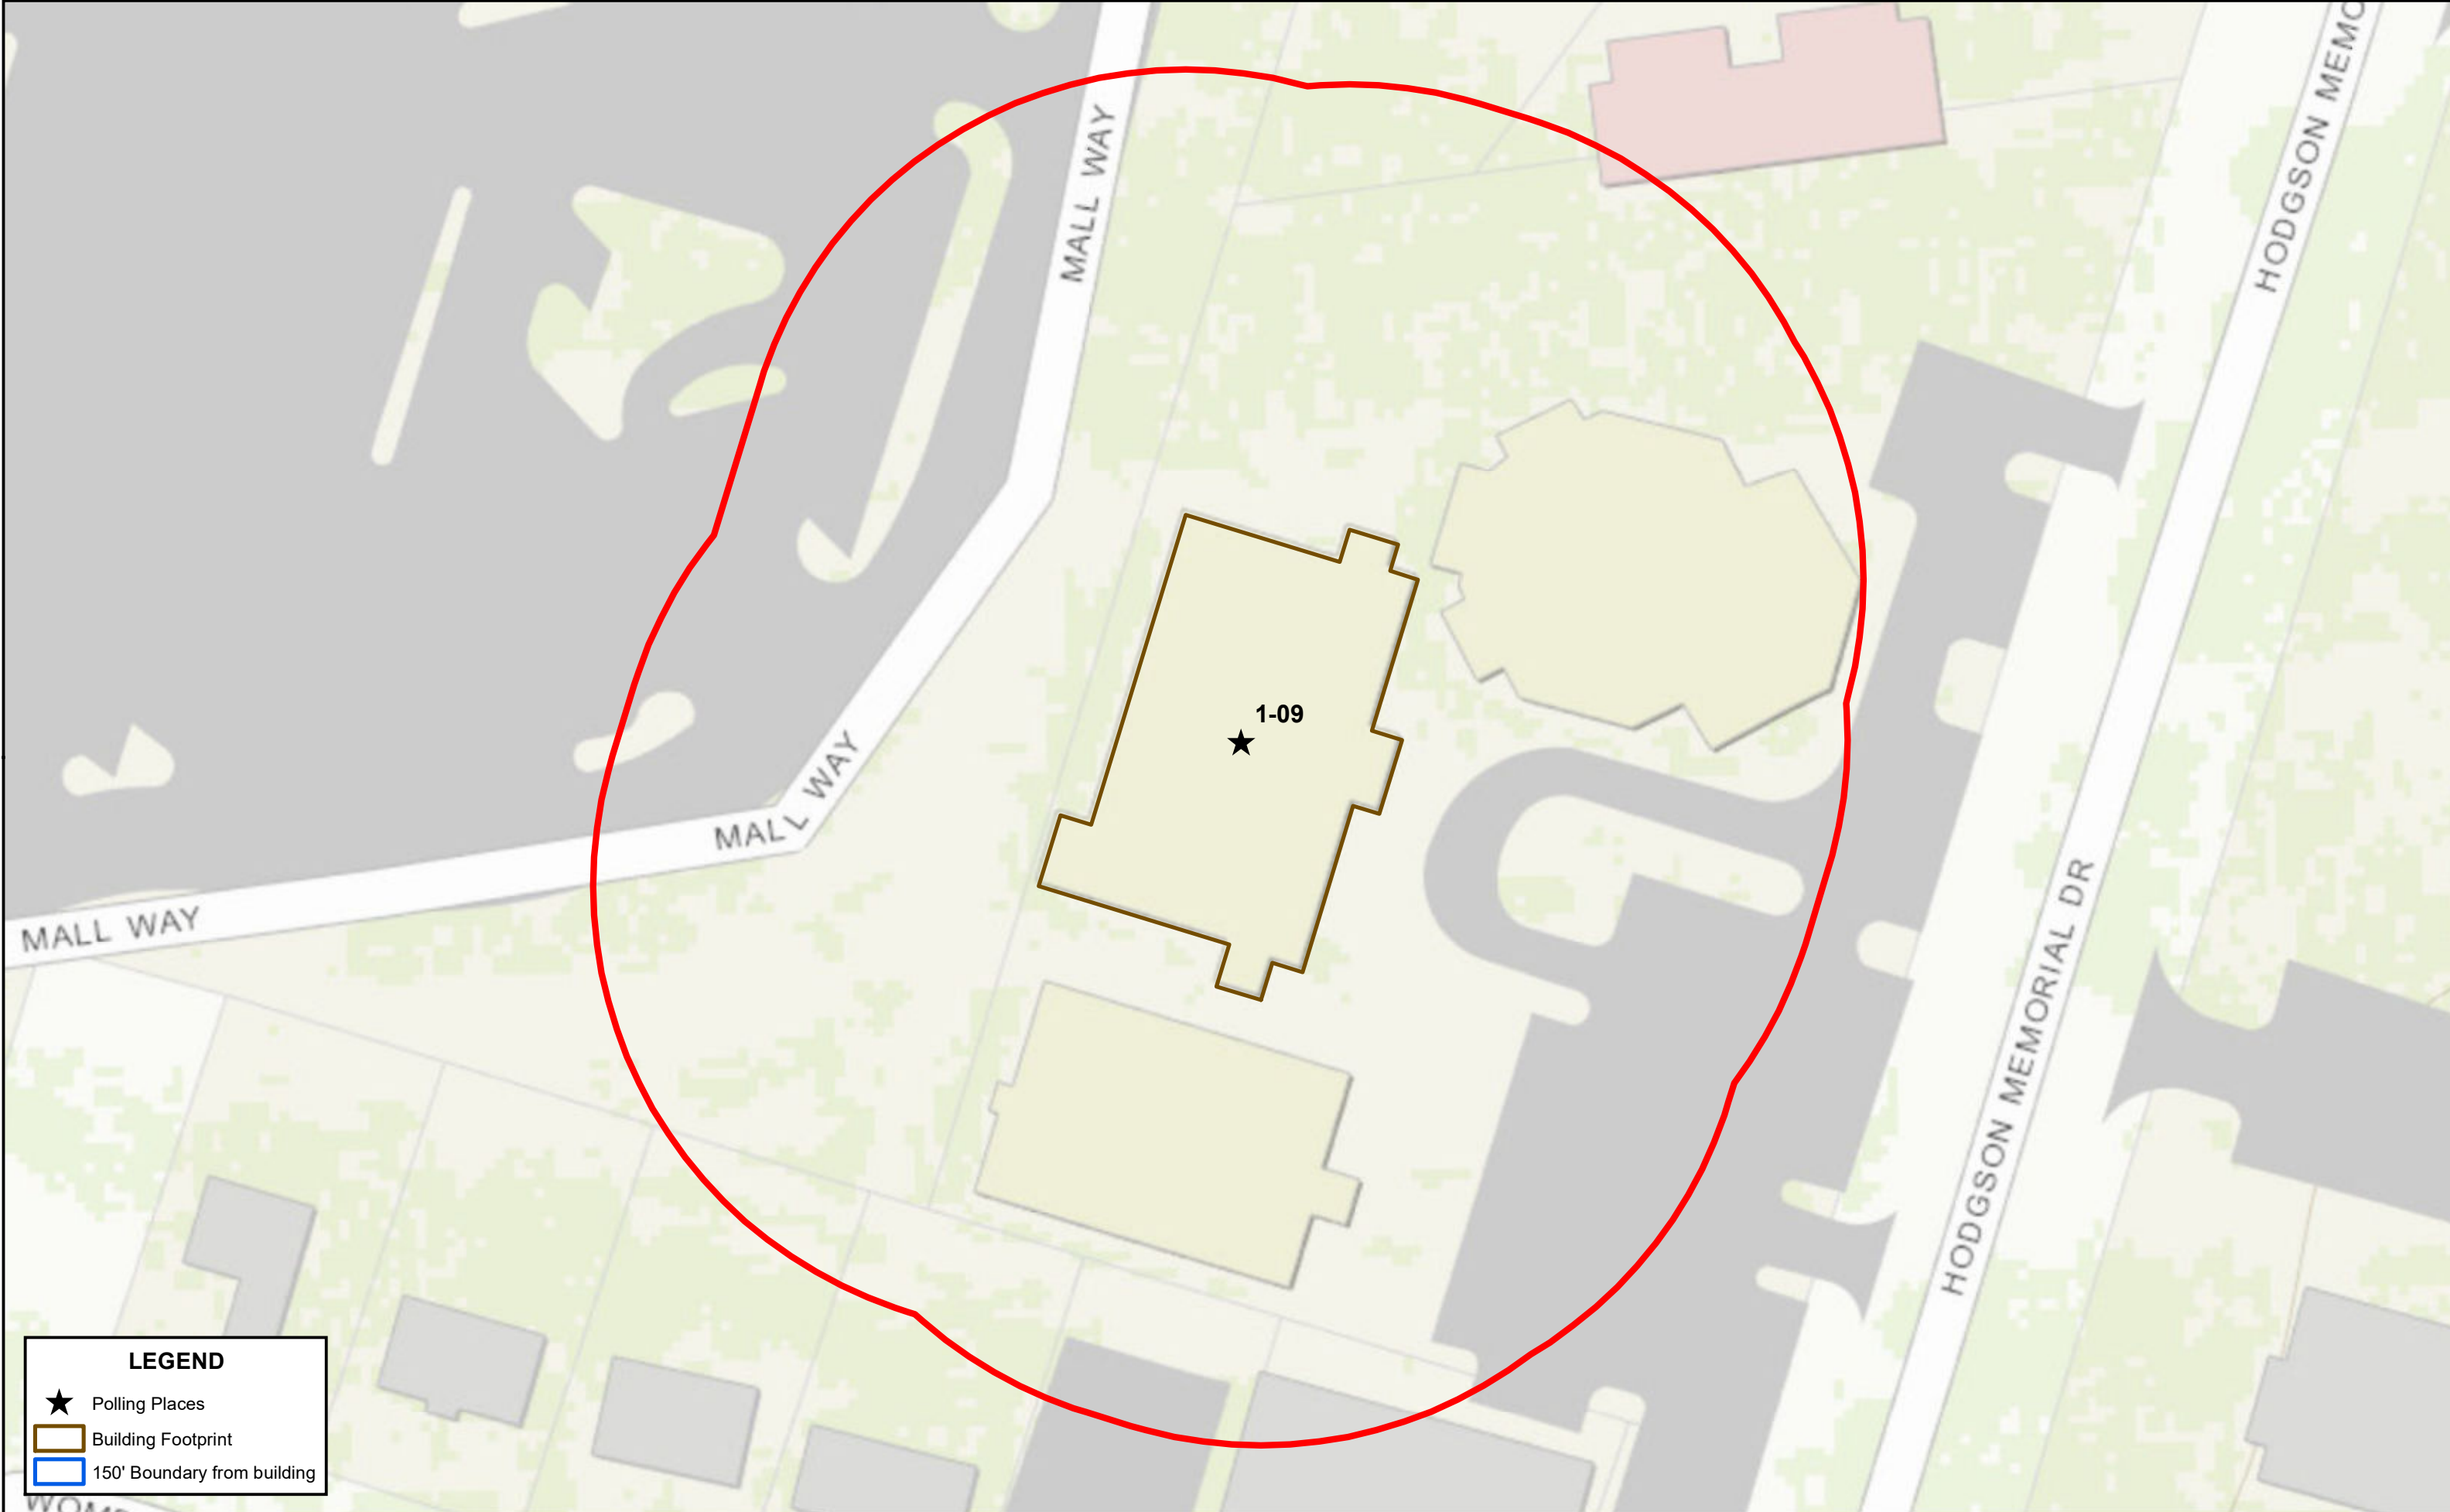 HODGSON MEMO
MALL WAY
1-09
MALL WAY
MALL WAY
HODGSON MEMORIAL DR
LEGEND
Polling Places
Building Footprint
150' Boundary from building